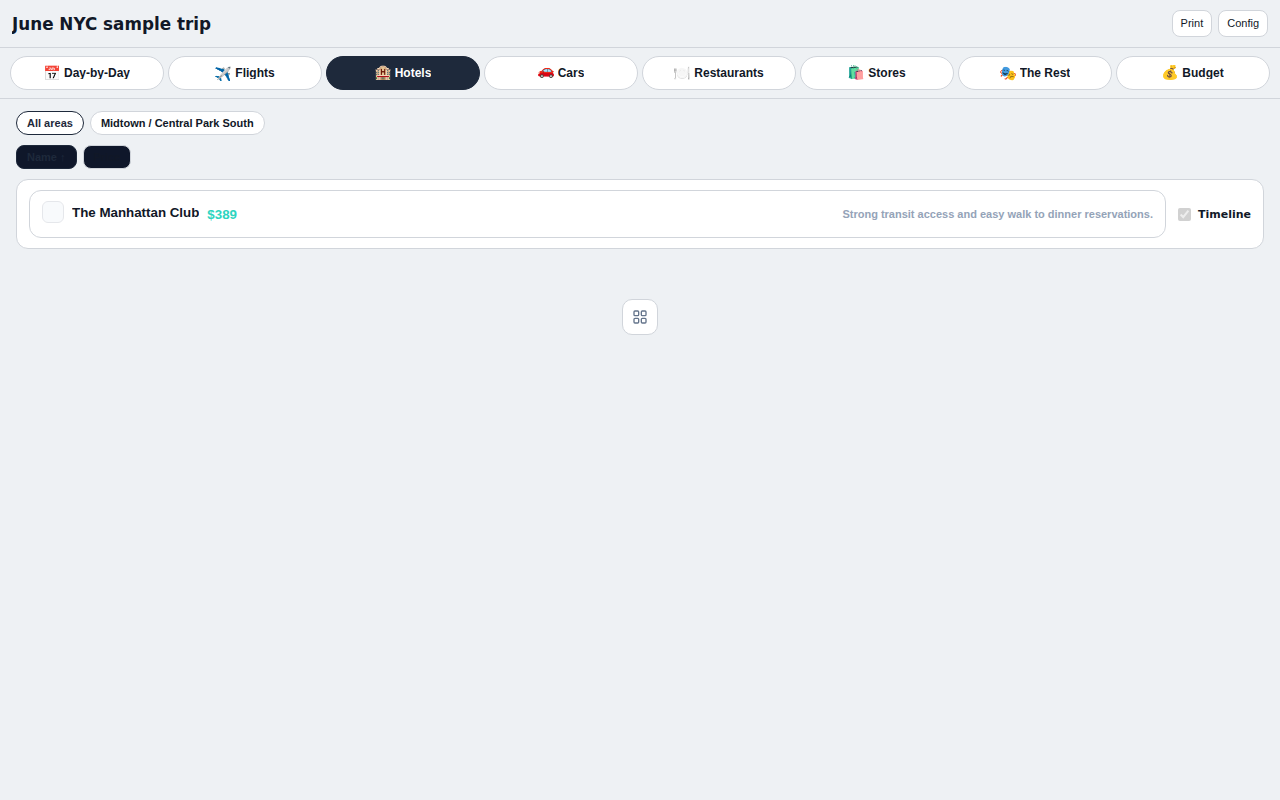 June NYC sample trip
Print
Config
Day-by-Day
Flights
Hotels
Cars
Restaurants
Stores
The Rest
Budget
All areas
Midtown / Central Park South
Name
The Manhattan Club
$389
Strong transit access and easy walk to dinner reservations.
Timeline